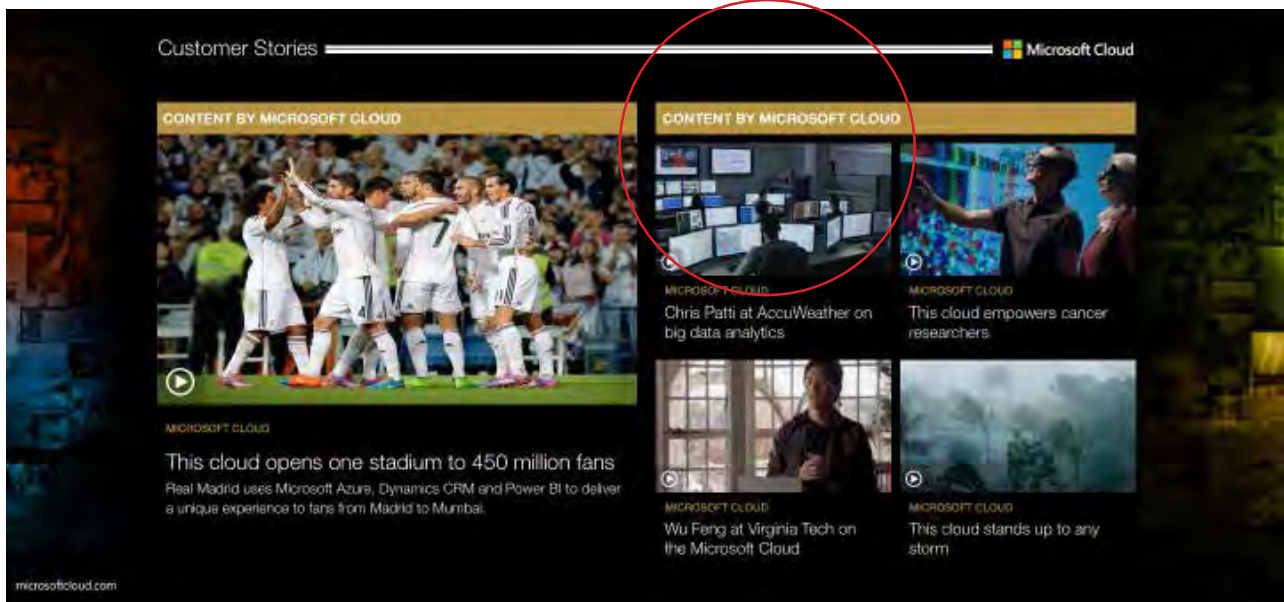 Customer Stories
Microsoft Cloud
CONTENT BY MICROSOFT CLOUD
MICROSOFT CLOUD
This cloud opens one stadium to 450 million fans
Real Madrid uses Microsoft Azure, Dynamics CRM and Power BI to deliver
a unique experience to fans from Madrid to Mumbai.
CONTENT BY MICROSOFT CLOUD
MICROSOFT CLOUD
Chris Patti at AccuWeather on
big data analytics
MICROSOFT CLOUD
This cloud empowers cancer
researchers
MICROSOFT CLOUD
Wu Feng at Virginia Tech on
the Microsoft Cloud
MICROSOFT CLOUD
This cloud stands up to any
storm
microsoftcloud.com